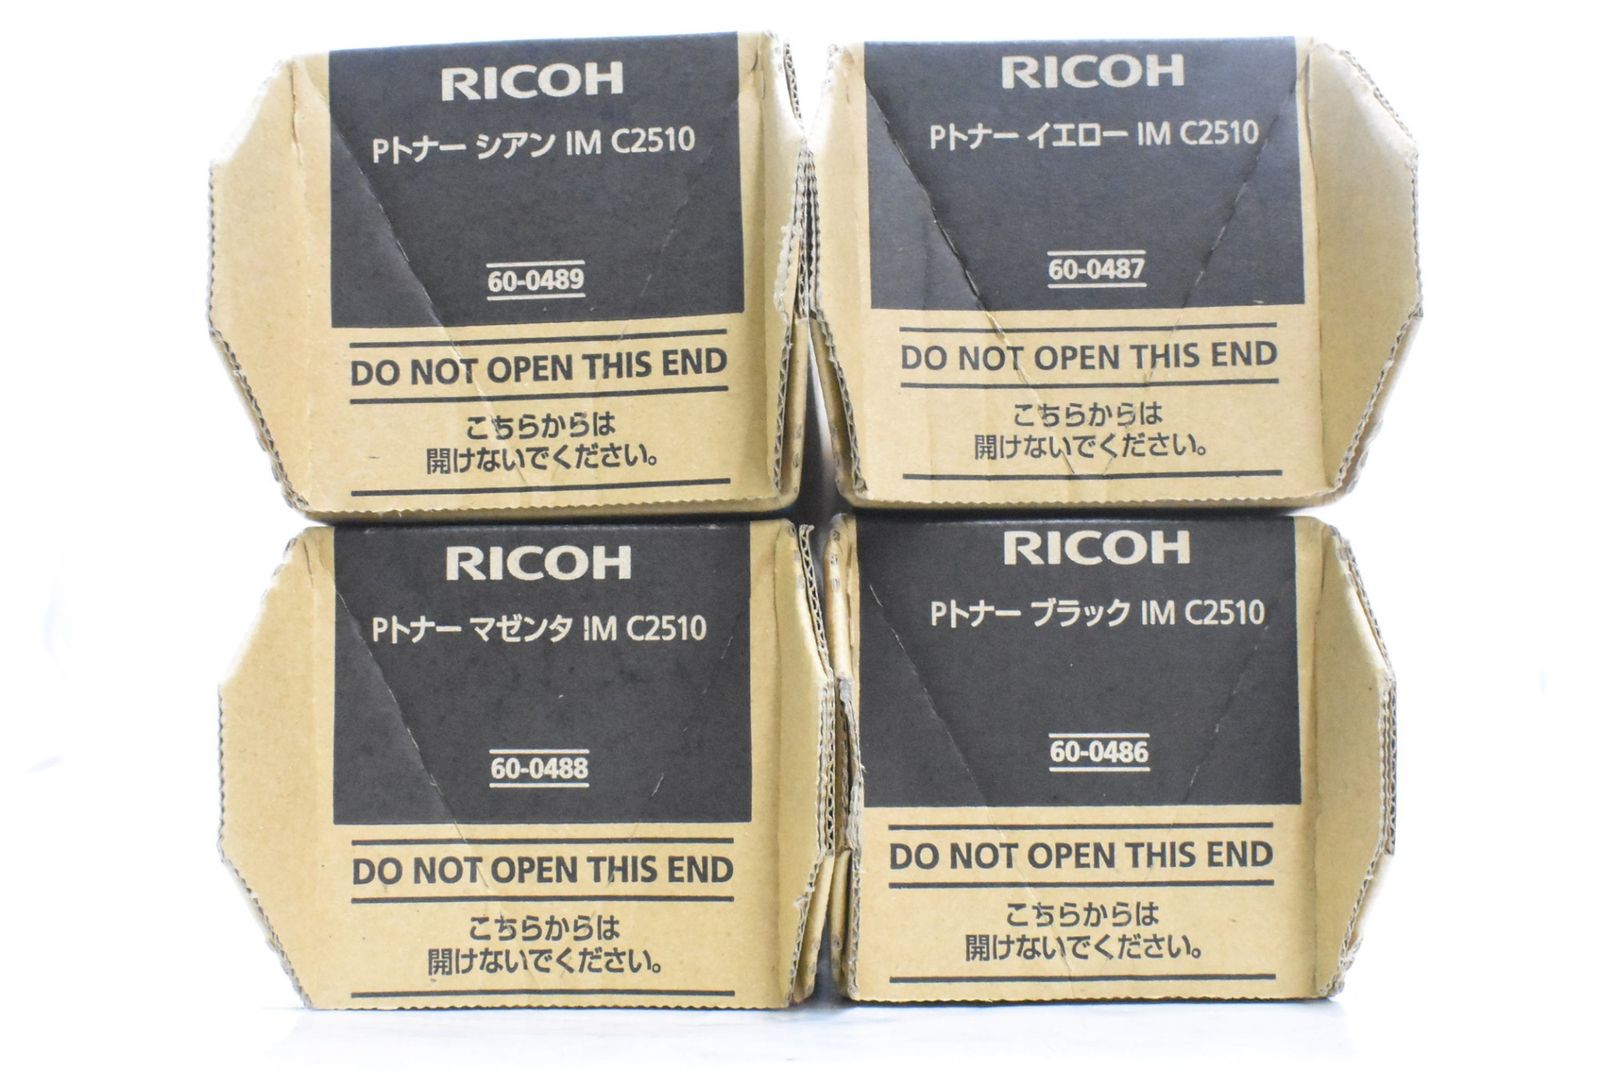 RICOH
Pトナー シアン IM C2510
60-0489
DO NOT OPEN THIS END
こちらからは
開けないでください。
RICOH
Pトナー イエロー IM C2510
60-0487
DO NOT OPEN THIS END
こちらからは
開けないでください。
RICOH
Pトナー マゼンタ IM C2510
60-0488
DO NOT OPEN THIS END
こちらからは
開けないでください。
RICOH
Pトナー ブラック IM C2510
60-0486
DO NOT OPEN THIS END
こちらからは
開けないでください。